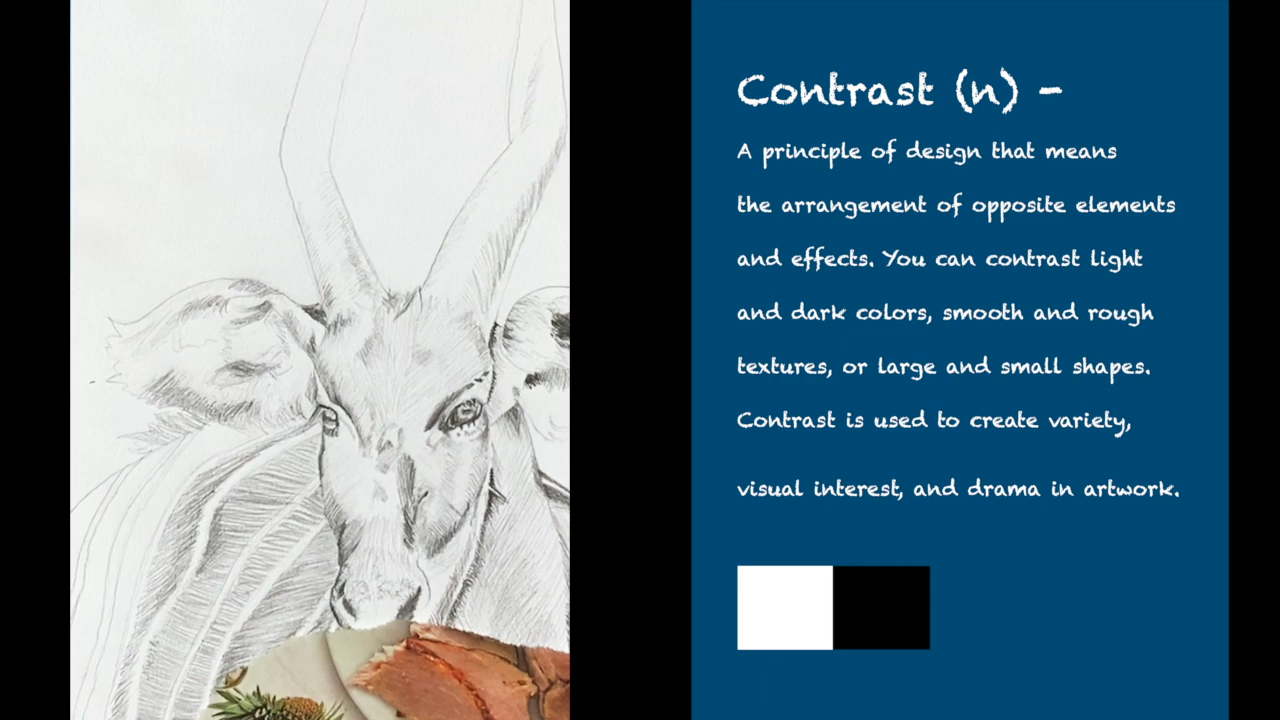 Contrast (n) -
A principle of design that means
the arrangement of opposite elements
and effects. You can contrast light
and dark colors, smooth and rough
textures, or large and small shapes.
Contrast is used to create variety,
visual interest, and drama in artwork.